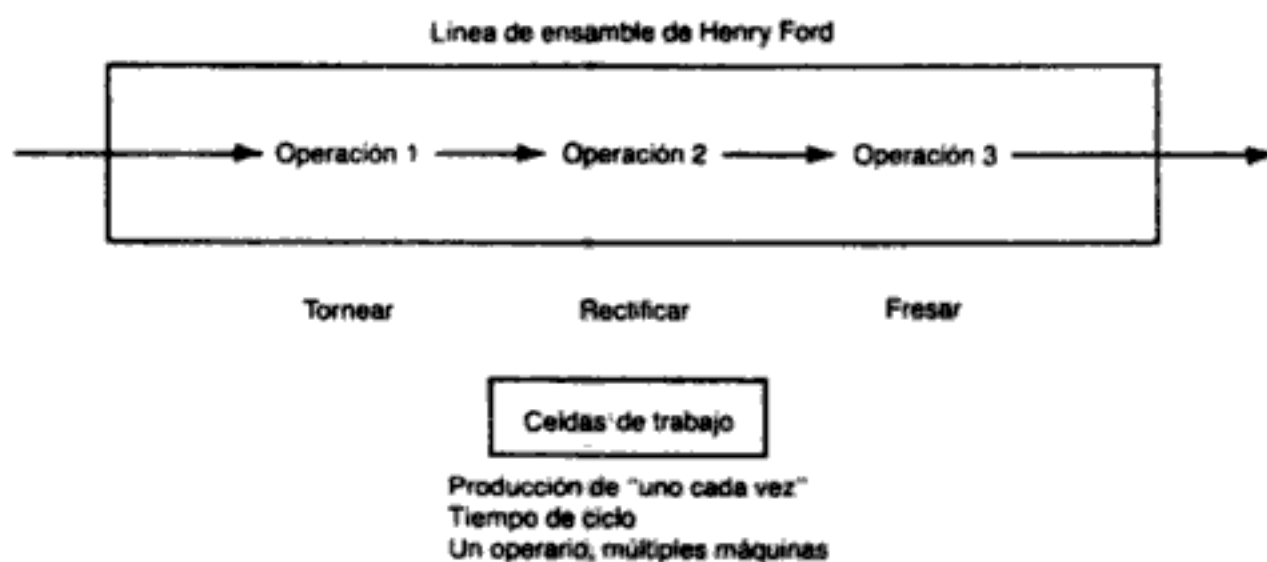 Línea de ensamble de Henry Ford
Operación 1 Operación 2 Operación 3
Tornear Rectificar Fresar
Celdas de trabajo
Producción de "uno cada vez"
Tiempo de ciclo
Un operario, múltiples máquinas